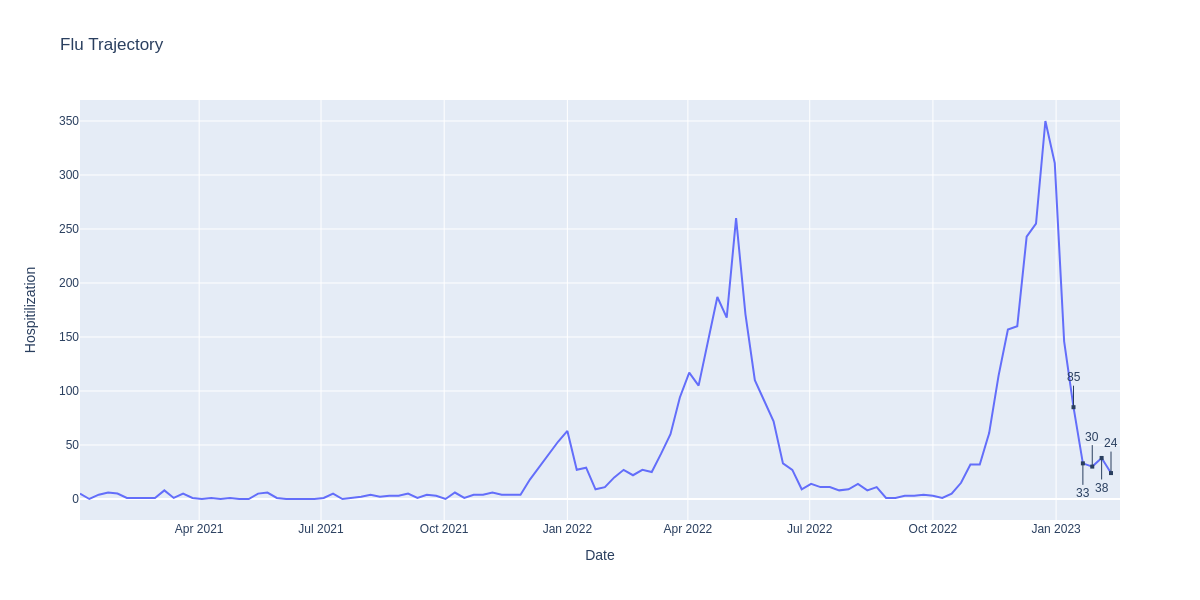 Flu Trajectory
Hospitilization
350
300
250
200
150
100
50
0
85
30
24
33
38
Apr 2021
Jul 2021
Oct 2021
Jan 2022
Apr 2022
Jul 2022
Oct 2022
Jan 2023
Date